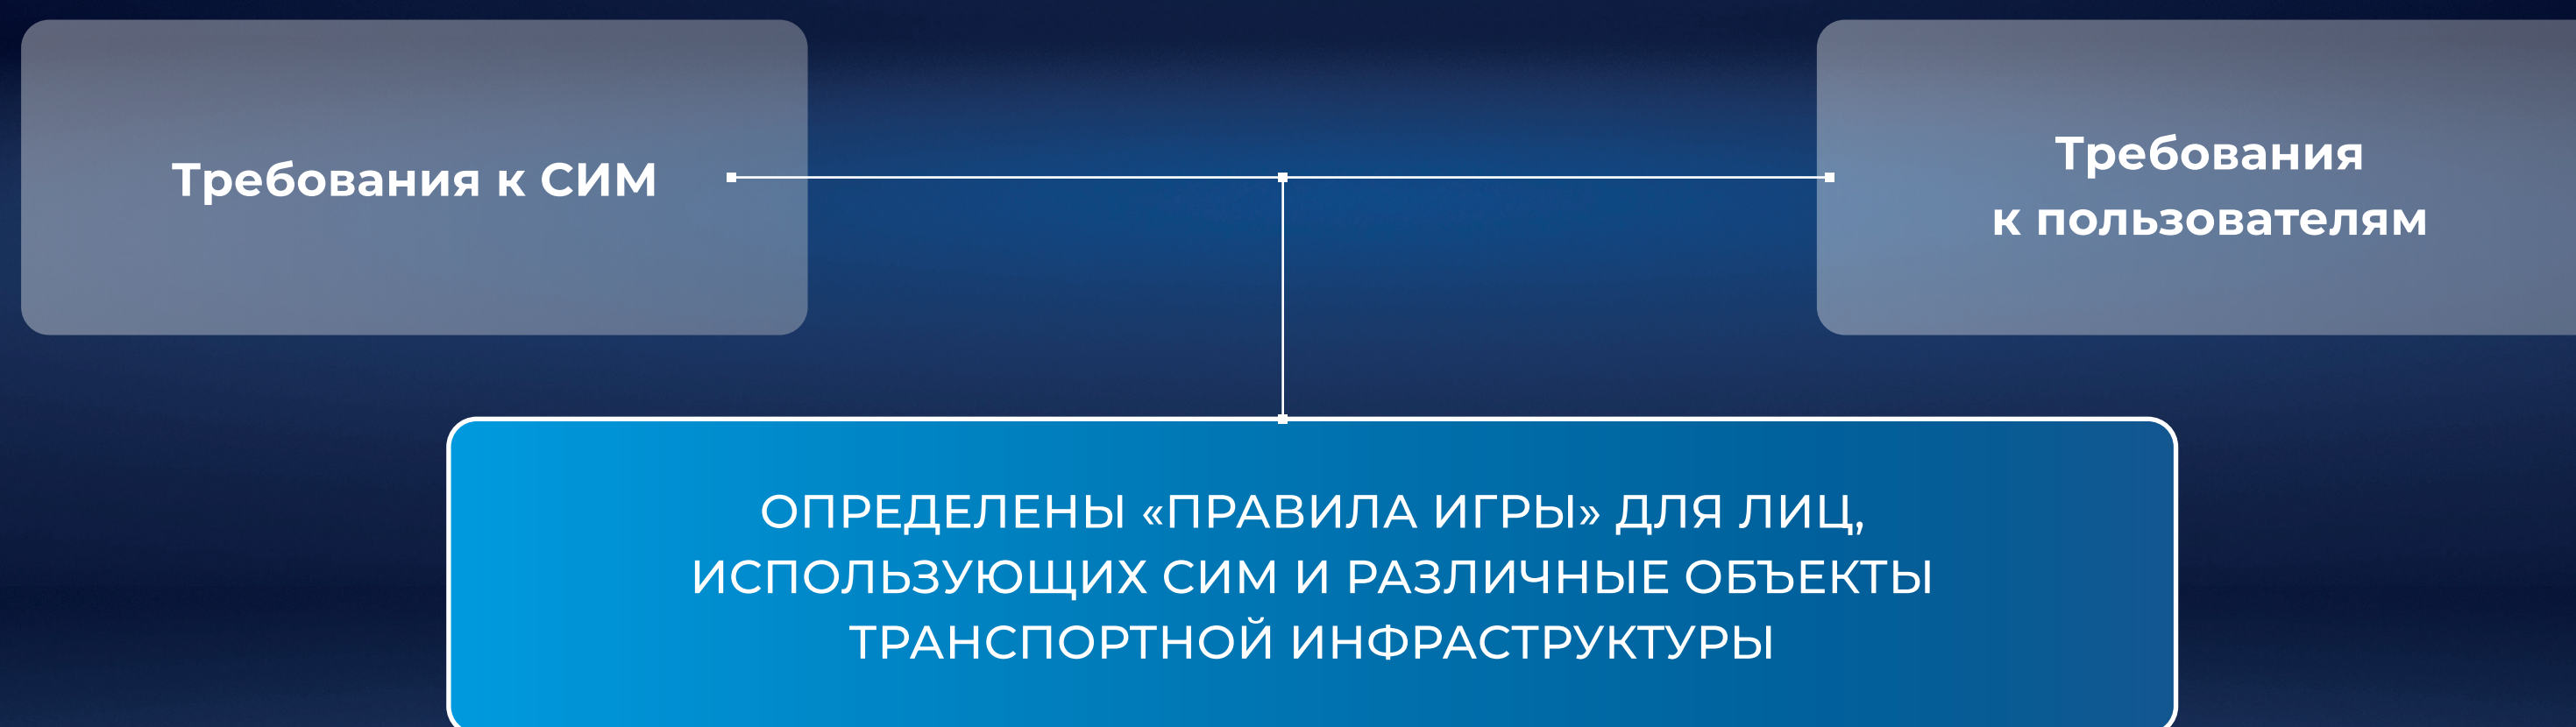 Требования к СИМ
Требования
к пользователям
ОПРЕДЕЛЕНЫ «ПРАВИЛА ИГРЫ» ДЛЯ ЛИЦ,
ИСПОЛЬЗУЮЩИХ СИМ И РАЗЛИЧНЫЕ ОБЪЕКТЫ
ТРАНСПОРТНОЙ ИНФРАСТРУКТУРЫ